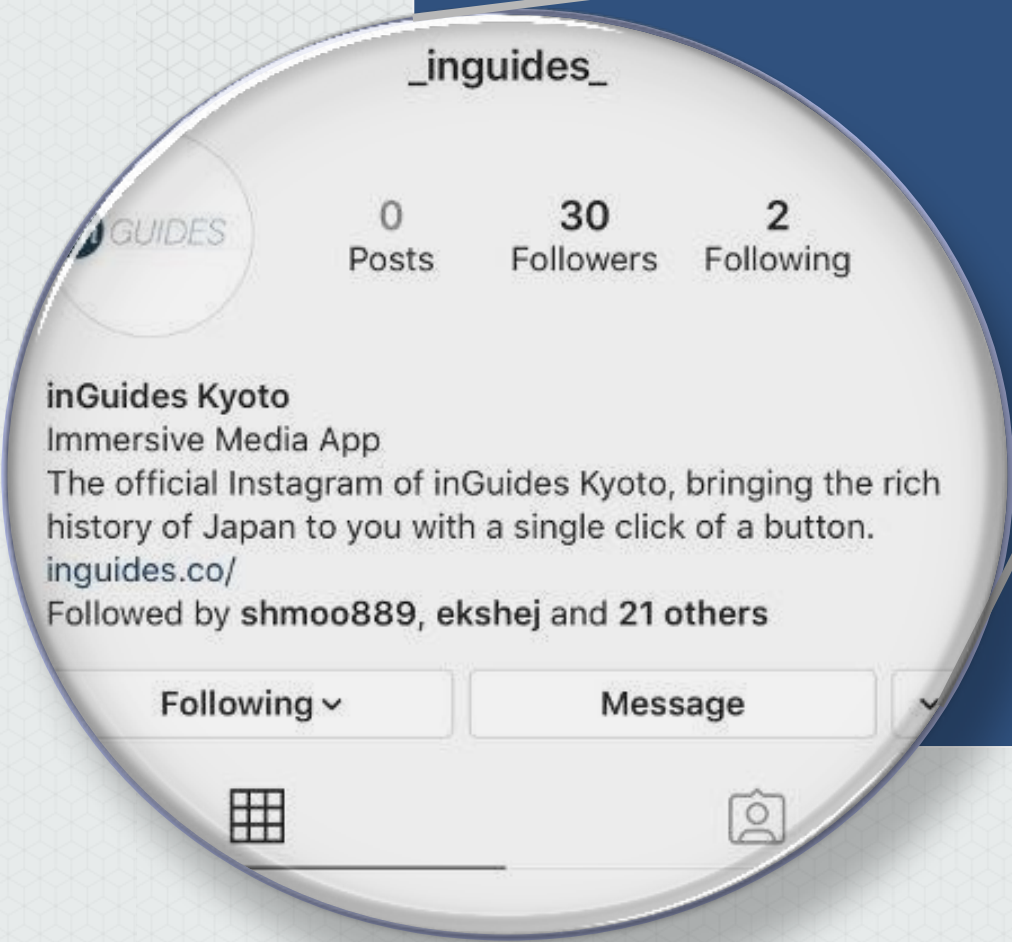 _inguides_
GUIDES
0
30
2
Posts
Followers
Following
inGuides Kyoto
Immersive Media App
The official Instagram of inGuides Kyoto, bringing the rich
history of Japan to you with a single click of a button.
inguides.co/
Followed by shmoo889, ekshej and 21 others
Following
Message